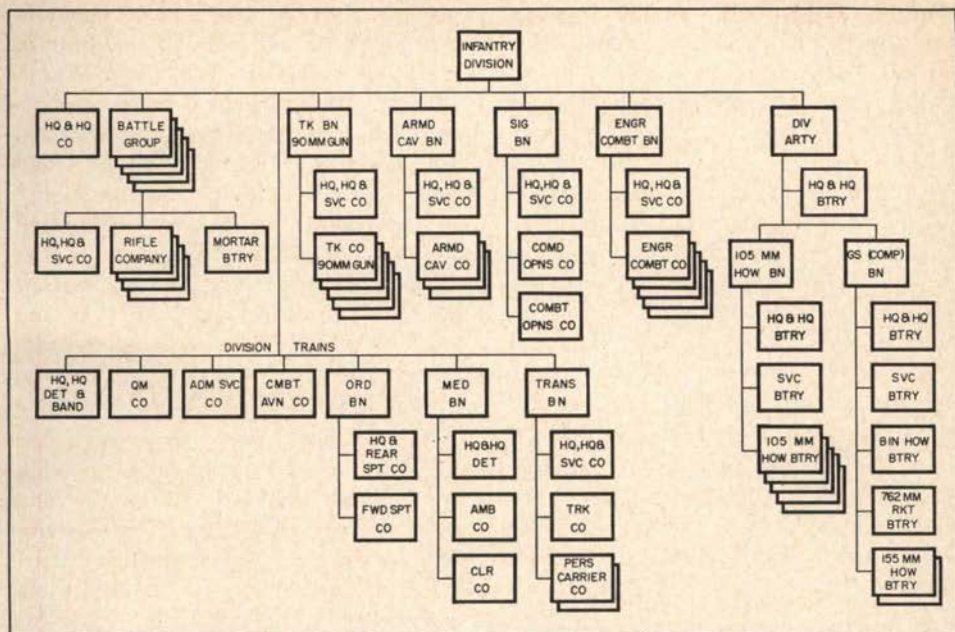 INFANTRY
DIVISION
HQ & HQ
CO
BATTLE
GROUP
TK BN
90MM GUN
ARMD
CAV BN
SIG
BN
ENGR
COMBT BN
DIV
ARTY
HQ, HQ &
SVC CO
RIFLE
COMPANY
MORTAR
BTRY
HQ, HQ &
SVC CO
TK CO
90MM GUN
HQ, HQ &
SVC CO
ARMD
CAV CO
HQ, HQ &
SVC CO
COMD
OPNS CO
COMBT
OPNS CO
HQ, HQ &
SVC CO
ENGR
COMBT CO
HQ & HQ
BTRY
105 MM
HOW BN
GS (COMP)
BN
HQ & HQ
BTRY
SVC
BTRY
105 MM
HOW BTRY
HQ & HQ
BTRY
SVC
BTRY
8 IN HOW
BTRY
762 MM
RKT
BTRY
155 MM
HOW
BTRY
DIVISION TRAINS
HQ, HQ
DET &
BAND
QM
CO
ADM SVC
CO
CMBT
AVN CO
ORD
BN
MED
BN
TRANS
BN
HQ &
REAR
SPT CO
FWD SPT
CO
HQ & HQ
DET
AMB
CO
CLR
CO
HQ, HQ &
SVC CO
TRK
CO
PERS
CARRIER
CO